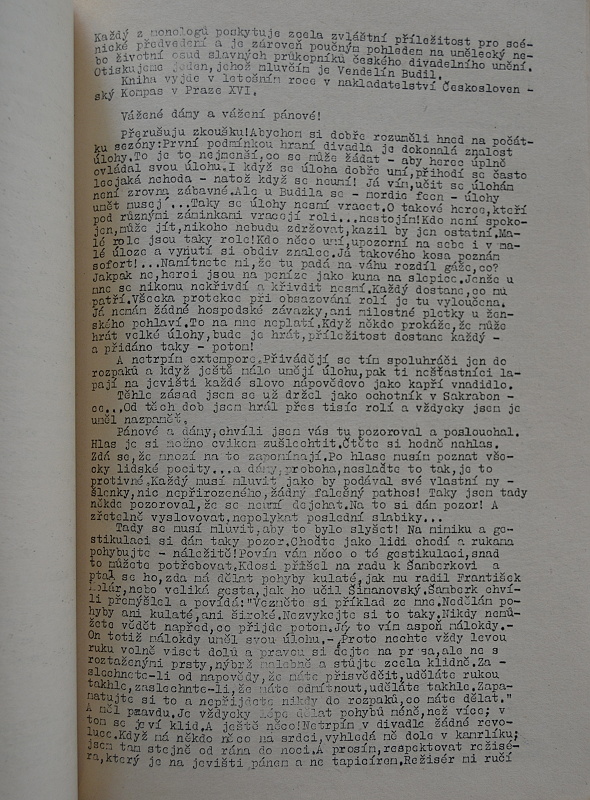 Každý z monologů poskytuje zcela zvláštní příležitost pro scé-
nické předvedení a je zároveň poučným pohledem na umělecký ne-
bo životní osud slavných průkopníků českého divadelního umění.
Otiskujeme jeden, jehož mluvčím je Vendelín Budil.
Kniha vyjde v letošním roce v nakladatelství Českosloven -
ský Kompas v Praze XVI.
Vážené dámy a vážení pánové!
Přerušuju zkoušku!Abychom si dobře rozuměli hned na počát-
ku sezóny:První podmínkou hraní divadla je dokonalá znalost
úlohy.To je to nejmenší,co se může žádat - aby herec úplně
ovládal svou úlohu.I když se úloha dobře umí,přihodí se často
leckjaká nehoda - natož když se neumí! Já vím,učit se úlohám
není zrovna zábavné.Ale u Budila se - mordie feen - úlohy
umět musejí...Taky se úlohy nesmí vracet.O takové herce,kteří
pod různými záminkami vracejí roli...nestojím!Kdo není spoko-
jen,může jít,nikoho nebudu zdržovat,kazil by jen ostatní.Ma-
lé role jsou taky role!Kdo něco umí,upozorní na sebe i v ma-
lé úloze a vynutí si obdiv znalce.Já takového kosa poznám
sofort!...Namítnete mi,že tu padá na váhu rozdíl gáže,co?
Jakpak ne,herci jsou na peníze jako kuna na slepice.Jenže u
mne se nikomu nekřivdí a křivdit nesmí.Každý dostane,co mu
patří.Všecka protekce při obsazování rolí je tu vyloučena.
Já nemám žádné hospodské závazky,ani milostné pletky u žen-
ského pohlaví.To na mne neplatí.Když někdo prokáže,že může
hrát velké úlohy,bude je hrát,příležitost dostane každý -
a přidáno taky - potom!
A netrpím extempore.Přivádějí se tím spoluhráči jen do
rozpaků a když ještě málo umějí úlohu,pak ti nešťastníci la-
pají na jevišti každé slovo nápovědovo jako kapři vnadidlo.
Těhle zásad jsem se už držel jako ochotník v Sakrabon -
ce...Od těch dob jsem hrál přes tisíc rolí a vždycky jsem je
uměl nazpaměť.
Pánové a dámy,chvíli jsem vás tu pozoroval a poslouchal.
Hlas je si možno cvikem zušlechtit.Čtěte si hodně nahlas.
Zdá se,že mnozí na to zapomínají.Po hlase musím poznat vše-
cky lidské pocity...a dámy,proboha,neslaďte to tak,je to
protivné.Každý musí mluvit jako by podával své vlastní my -
šlenky,nic nepřirozeného,žádný falešný pathos! Taky jsem tady
někde pozoroval,že se neumí dejchat.Na to si dám pozor! A
zřetelně vyslovovat,nepolykat poslední slabiky...
Tady se musí mluvit,aby to bylo slyšet! Na mimiku a ge-
stikulaci si dám taky pozor.Choďte jako lidi chodí a rukama
pohybujte - náležitě!Povím vám něco o té gestikulaci,snad
to můžete potřebovat.Kdosi přišel na radu k Šamberkovi a
ptal se ho,zda má dělat pohyby kulaté,jak mu radil František
Kolár,nebo veliká gesta,jak ho učil Šimanovský.Šamberk chví-
li přemýšlel a povídá:"Vezměte si příklad ze mne.Nedělám po-
hyby ani kulaté,ani široké.Nezvykejte si to taky.Nikdy nemů-
žete vědět napřed,co přijde potom.Já to vím aspoň málokdy.-
On totiž málokdy uměl svou úlohu.-,Proto nechte vždy levou
ruku volně viset dolů a pravou si dejte na prsa,ale ne s
roztaženými prsty,nýbrž malebně a stůjte zcela klidně.Za -
slechnete-li od nápovědy,že máte přisvědčit,uděláte rukou
takhle,zaslechnete-li,že máte odmítnout,uděláte takhle.Zapa-
matujte si to a nepřijdete nikdy do rozpaků,co máte dělat."
A měl pravdu.Je vždycky lépe dělat pohybů méně,než více; v
tom se jeví klid.A ještě něco!Netrpím v divadle žádné revo-
luce.Když má někdo něco na srdci,vyhledá mě dole v kamrlíku;
jsem tam stejně od rána do noci.A prosím,respektovat režisé-
ra,který je na jevišti pánem a ne tapicírem.Režisér mi ručí